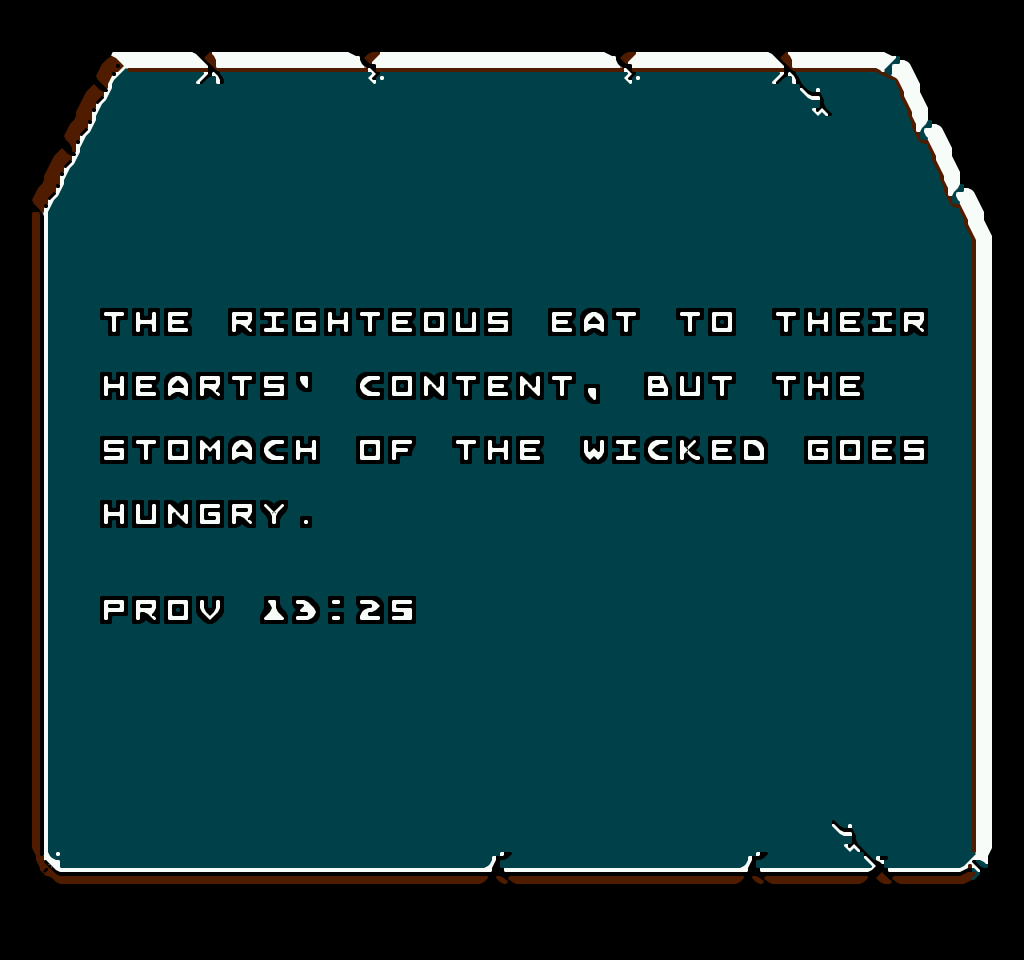 THE RIGHTEOUS EAT TO THEIR
HEARTS' CONTENT, BUT THE
STOMACH OF THE WICKED GOES
HUNGRY.
PROV 13:25